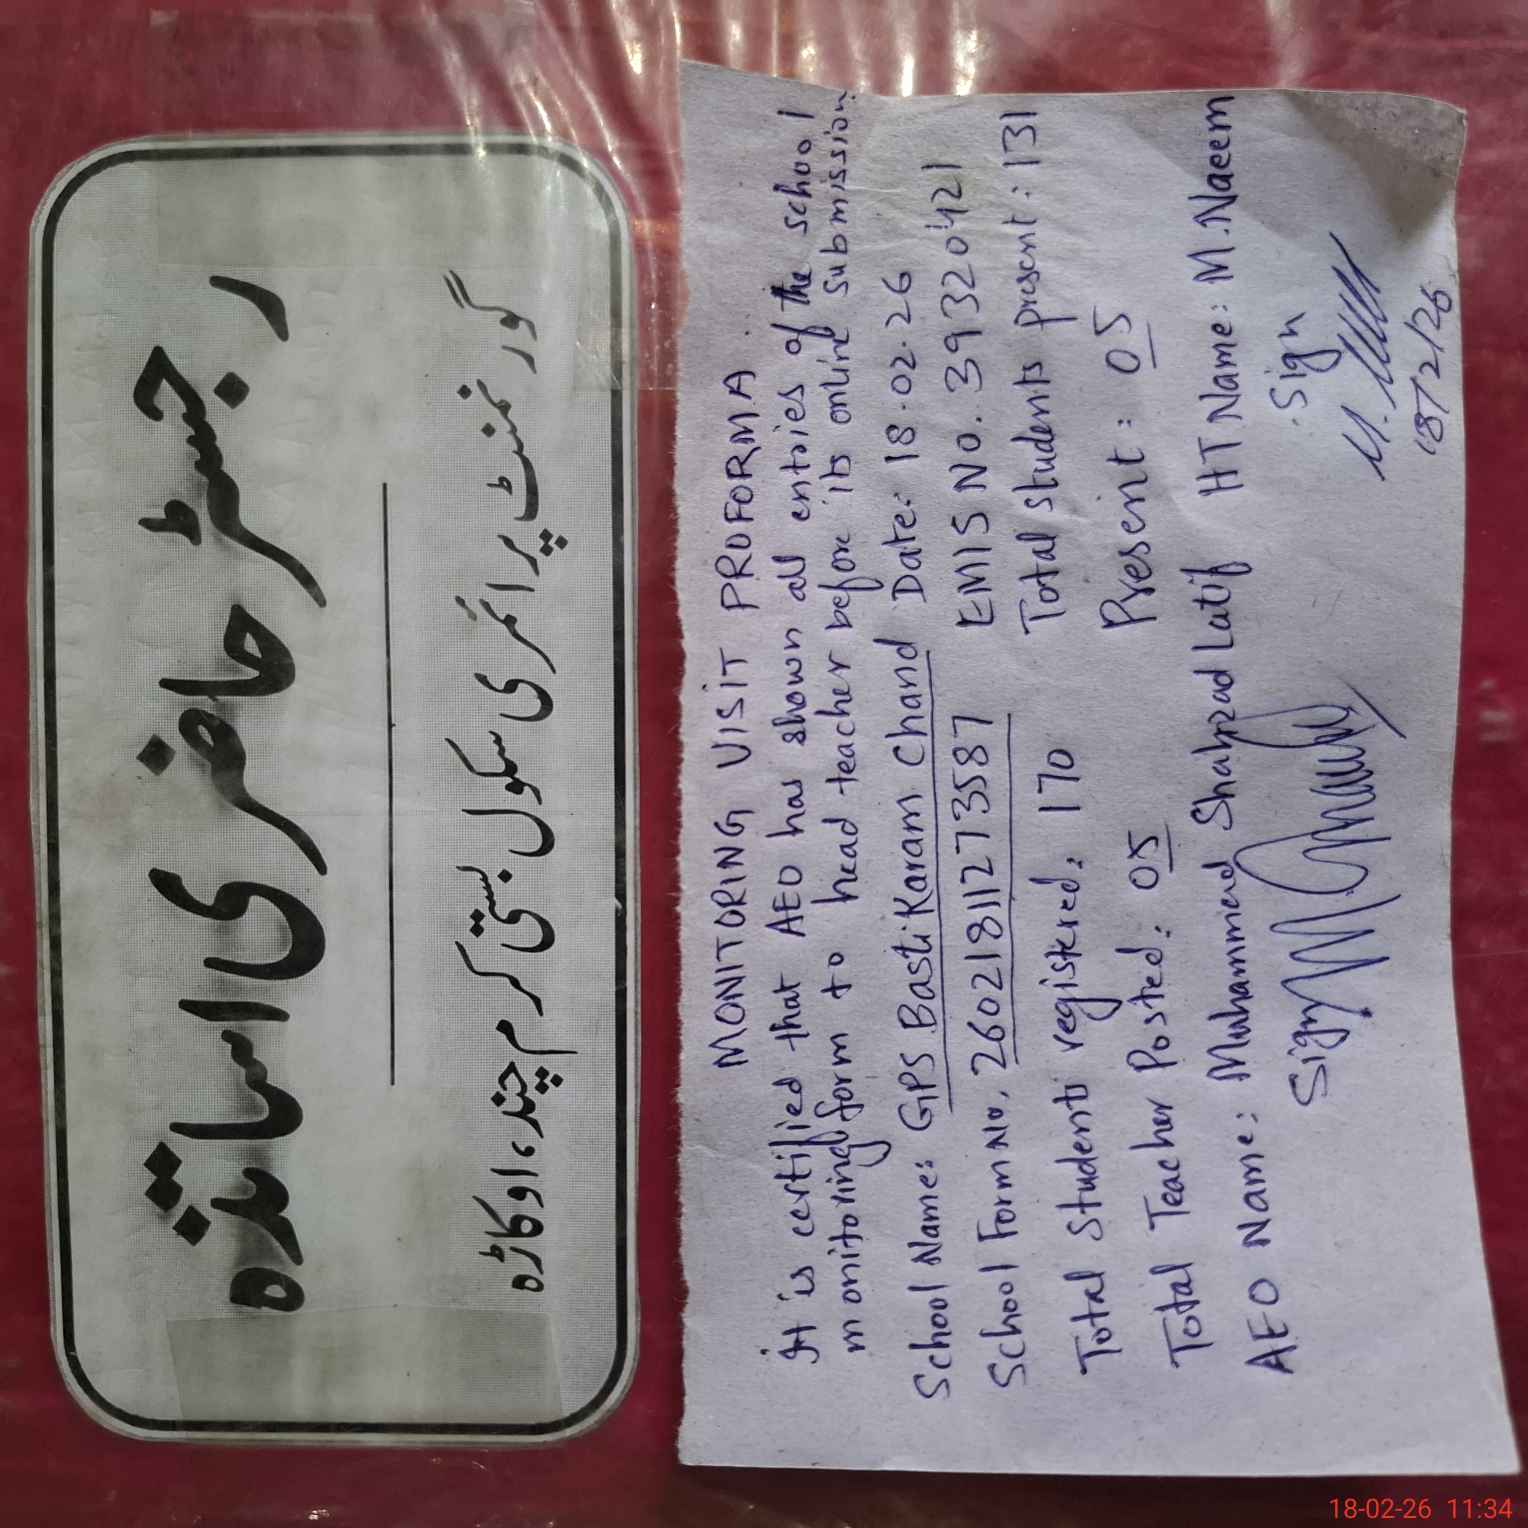 رجسٹر حاضری اساتذہ
گورنمنٹ پرائمری سکول بستی کرم چند، اوکاڑہ
MONITORING VISIT PROFORMA
It is certified that AEO has shown all entries of the school
monitoring form to head teacher before its online submission.
School Name: GPS Basti Karam Chand Date: 18.02.26
School Form No. 26021811273587 EMIS NO. 39320421
Total students registered: 170 Total students present: 131
Total Teacher Posted: 05 Present: 05
AEO Name: Muhammad Shahzad Latif HT Name: M.Naeem
Sign Sign
18/2/26
18-02-26 11:34